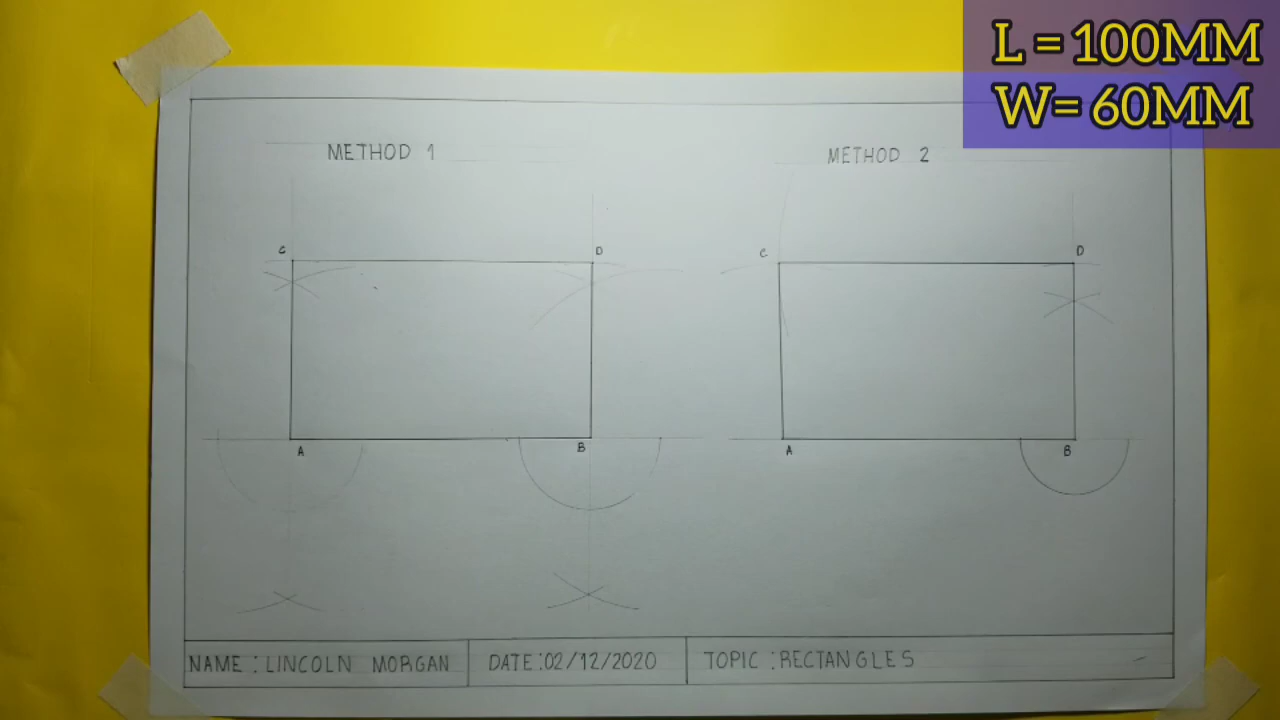 L = 100MM
W= 60MM
METHOD 1
METHOD 2
C
D
C
D
A
B
A
B
NAME : LINCOLN MORGAN
DATE:02/12/2020
TOPIC : RECTANGLES